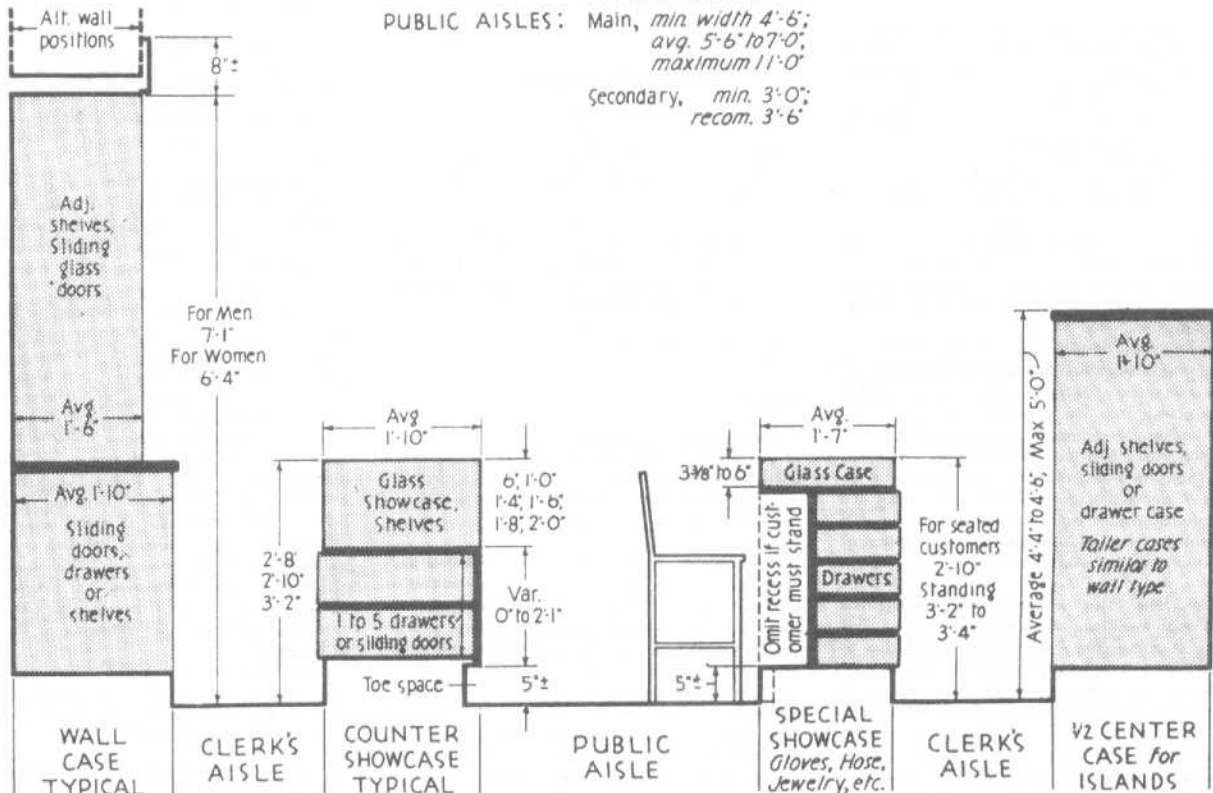 Alt. wall
positions
PUBLIC AISLES: Main, min. width 4'-6";
avg. 5'-6" to 7'-0",
maximum 11'-0"
Secondary, min. 3'-0";
recom. 3'-6"
8"±
Adj.
shelves,
Sliding
glass
doors
For Men
7'-1"
For Women
6'-4"
Avg.
1'-6"
Avg. 1'-10"
Sliding
doors,
drawers
or
shelves
Avg
1'-10"
Glass
Showcase,
Shelves
6", 1'-0"
1'-4", 1'-6",
1'-8", 2'-0"
2'-8"
2'-10"
3'-2"
Var.
0" to 2'-1"
1 to 5 drawers
or sliding doors
Toe space
5"±
5"±
Avg.
1'-7"
3⅜" to 6"
Glass Case
Omit recess if cust-
omer must stand
Drawers
For seated
customers
2'-10"
Standing
3'-2" to
3'-4"
Average 4'-4" to 4'-6", Max 5'-0"
Avg
1'-10"
Adj shelves,
sliding doors
or
drawer case
Taller cases
similar to
wall type
WALL
CASE
TYPICAL
CLERK'S
AISLE
COUNTER
SHOWCASE
TYPICAL
PUBLIC
AISLE
SPECIAL
SHOWCASE
Gloves, Hose,
Jewelry, etc.
CLERK'S
AISLE
1/2 CENTER
CASE for
ISLANDS